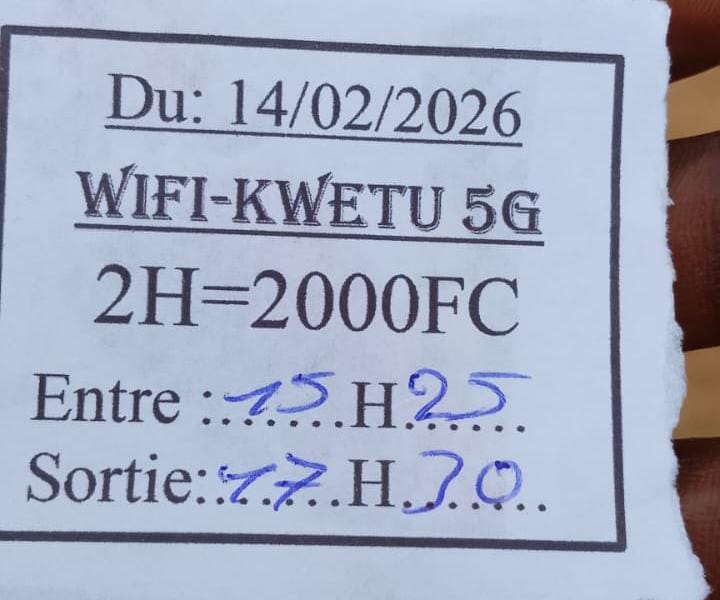 Du: 14/02/2026
WIFI-KWETU 5G
2H=2000FC
Entre :..15..H.25....
Sortie:..17..H.30....